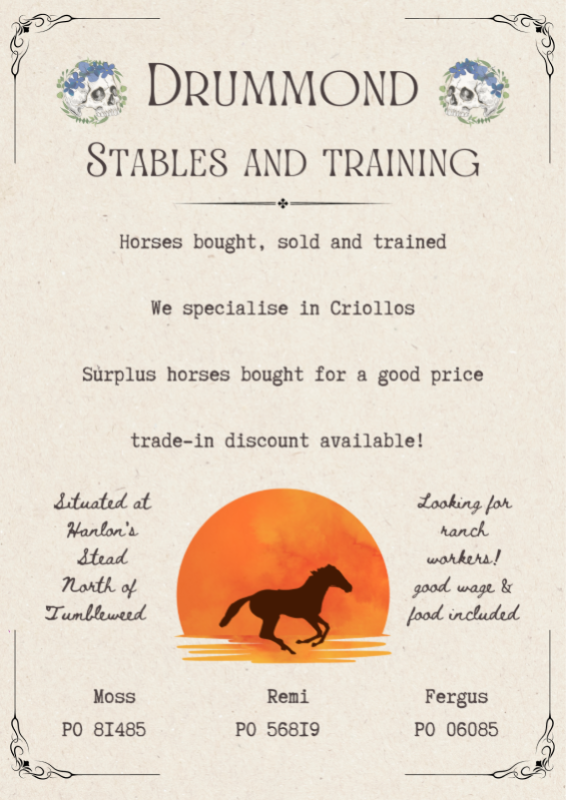 Drummond
Stables and training
Horses bought, sold and trained
We specialise in Criollos
Surplus horses bought for a good price
trade-in discount available!
Situated at
Hanlon's
Stead
North of
Tumbleweed
Looking for
ranch
workers!
good wage &
food included
Moss
PO 81485
Remi
PO 56819
Fergus
PO 06085